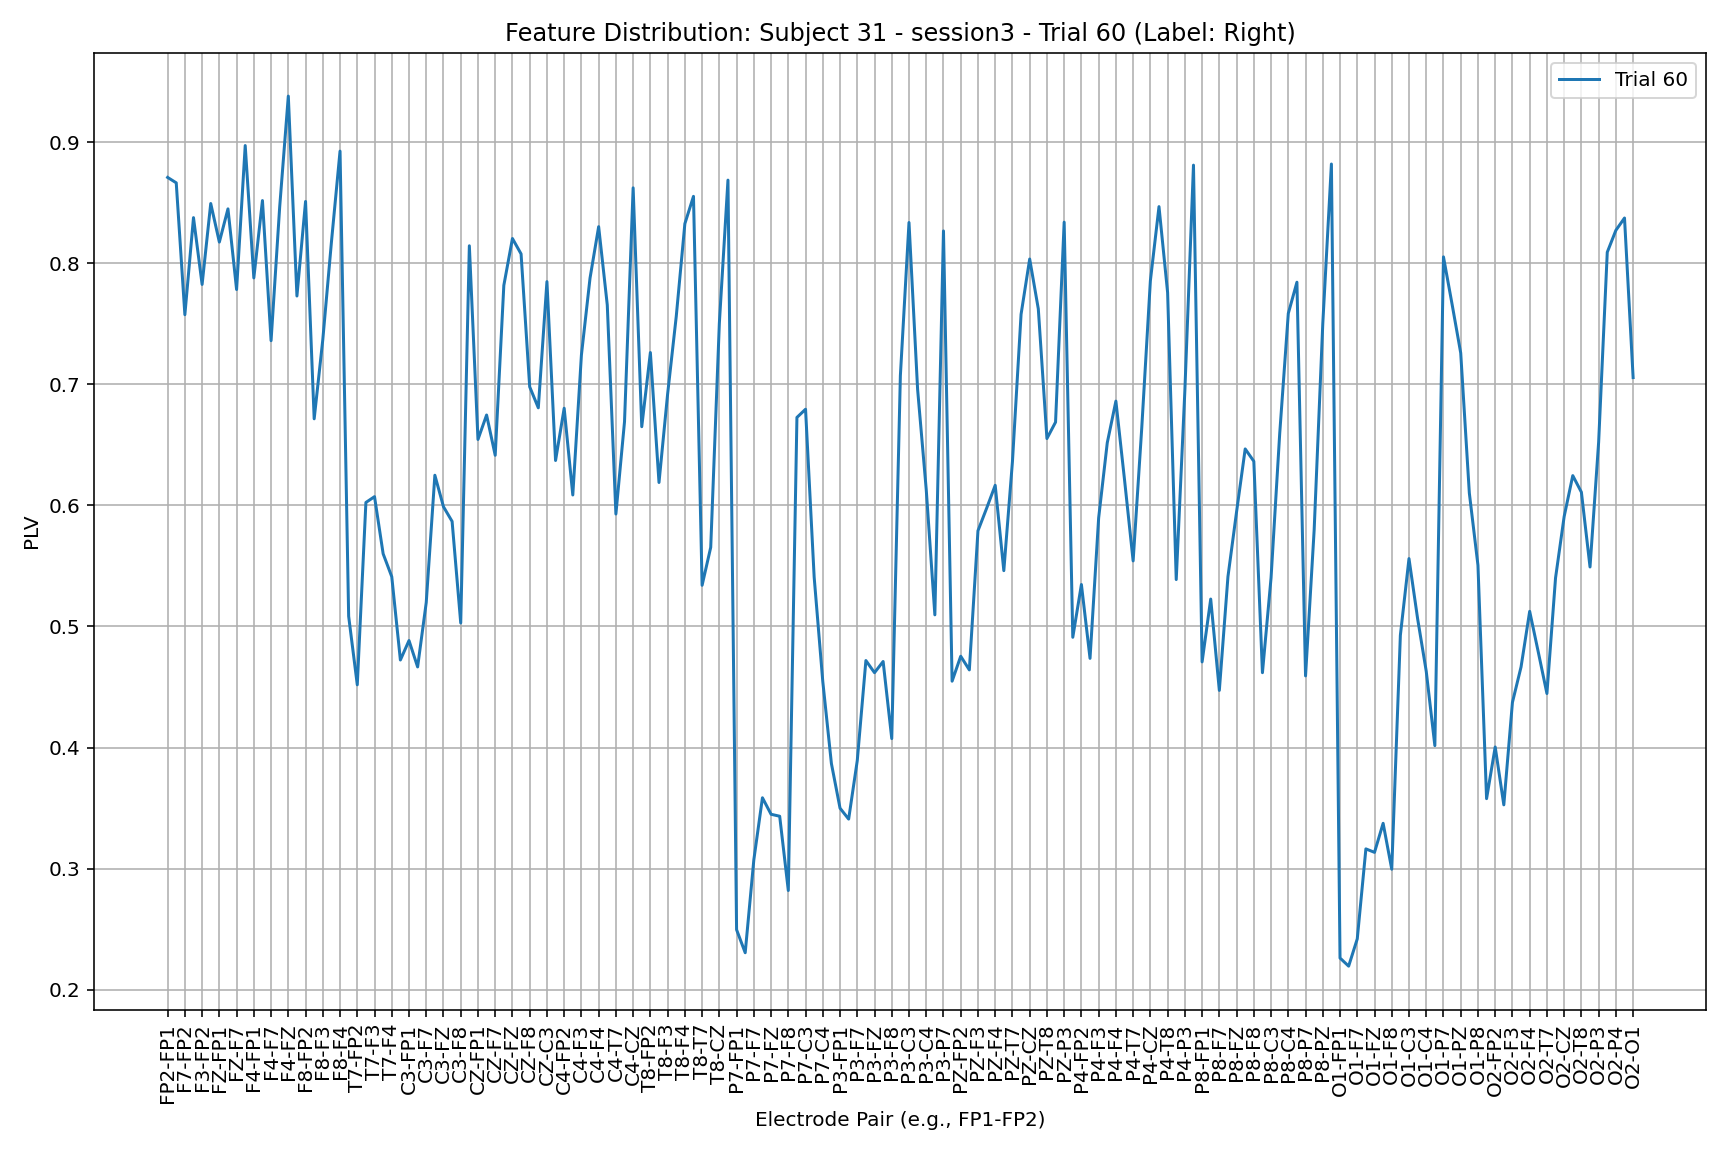 Feature Distribution: Subject 31 - session3 - Trial 60 (Label: Right)
Trial 60
PLV
0.9
0.8
0.7
0.6
0.5
0.4
0.3
0.2
FP2-FP1
F7-FP2
F3-FP2
FZ-FP1
FZ-F7
F4-FP1
F4-F7
F4-FZ
F8-FP2
F8-F3
F8-F4
T7-FP2
T7-F3
T7-F4
C3-FP1
C3-F7
C3-FZ
C3-F8
CZ-FP1
CZ-F7
CZ-FZ
CZ-F8
CZ-C3
C4-FP2
C4-F3
C4-F4
C4-T7
C4-CZ
T8-FP2
T8-F3
T8-F4
T8-T7
T8-CZ
P7-FP1
P7-F7
P7-FZ
P7-F8
P7-C3
P7-C4
P3-FP1
P3-F7
P3-FZ
P3-F8
P3-C3
P3-C4
P3-P7
PZ-FP2
PZ-F3
PZ-F4
PZ-T7
PZ-CZ
PZ-T8
PZ-P3
P4-FP2
P4-F3
P4-F4
P4-T7
P4-CZ
P4-T8
P4-P3
P8-FP1
P8-F7
P8-FZ
P8-F8
P8-C3
P8-C4
P8-P7
P8-PZ
O1-FP1
O1-F7
O1-FZ
O1-F8
O1-C3
O1-C4
O1-P7
O1-PZ
O1-P8
O2-FP2
O2-F3
O2-F4
O2-T7
O2-CZ
O2-T8
O2-P3
O2-P4
O2-O1
Electrode Pair (e.g., FP1-FP2)